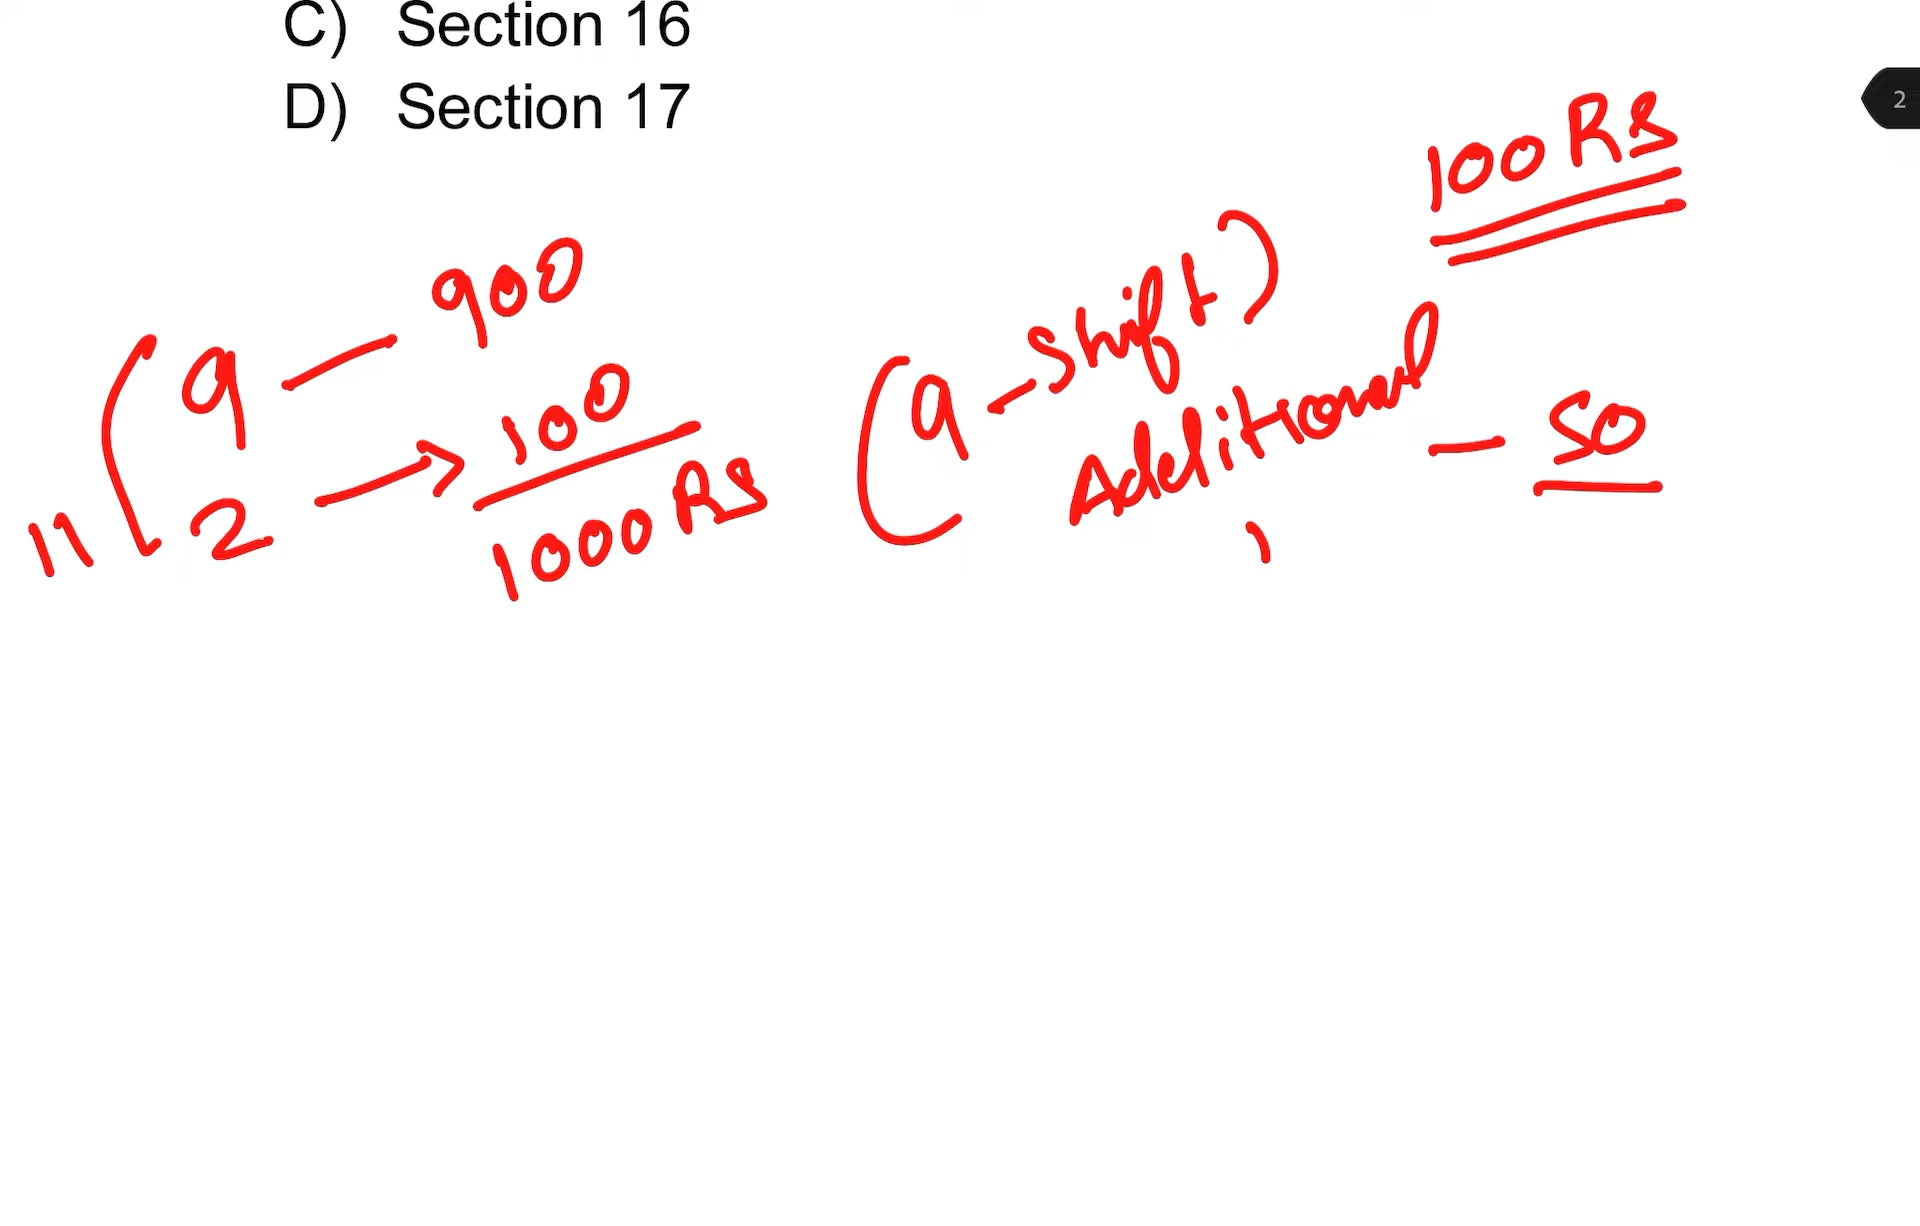 C) Section 16
D) Section 17
2
100 Rs
9 — 900
2 → 100
1000 Rs
11
(9 - Shift)
Additional — 50